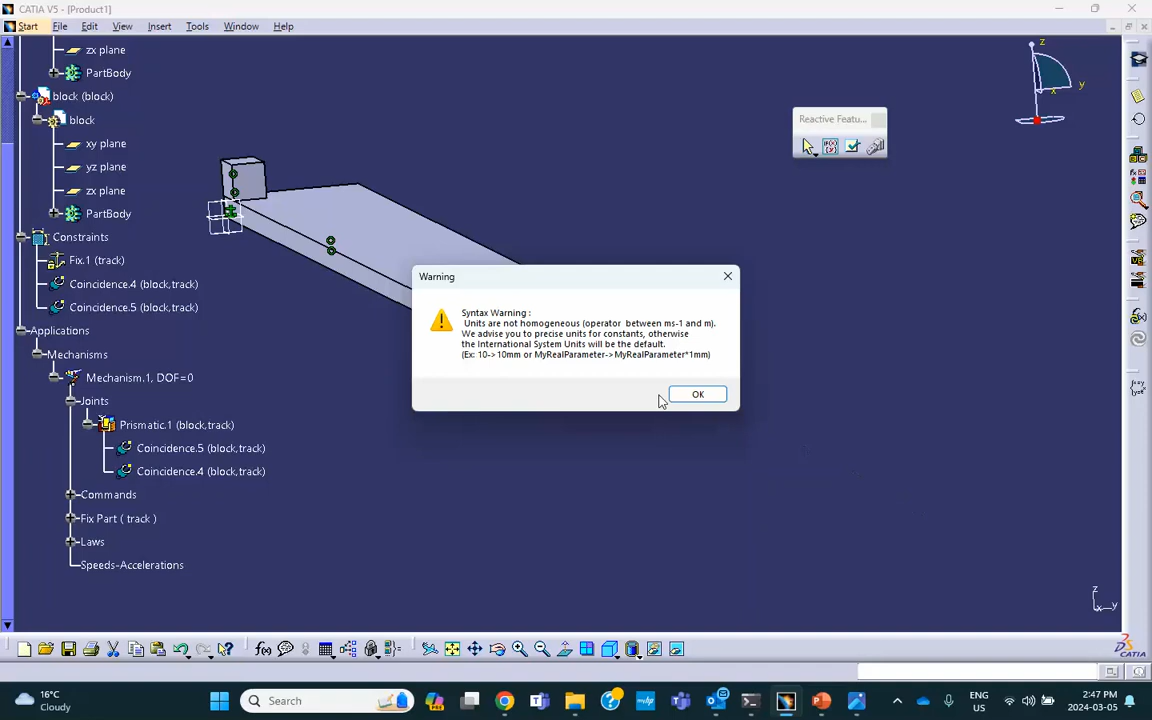 CATIA V5 - [Product1]
Start File Edit View Insert Tools Window Help
zx plane
PartBody
block (block)
block
xy plane
yz plane
zx plane
PartBody
Constraints
Fix.1 (track)
Coincidence.4 (block,track)
Coincidence.5 (block,track)
Applications
Mechanisms
Mechanism.1, DOF=0
Joints
Prismatic.1 (block,track)
Coincidence.5 (block,track)
Coincidence.4 (block,track)
Commands
Fix Part ( track )
Laws
Speeds-Accelerations
z
x
y
Reactive Featu...
Warning
Syntax Warning :
Units are not homogeneous (operator between ms-1 and m).
We advise you to precise units for constants, otherwise
the International System Units will be the default.
(Ex: 10-> 10mm or MyRealParameter->MyRealParameter*1mm)
OK
z
x
y
CATIA
16°C
Cloudy
Search
ENG
US
2:47 PM
2024-03-05